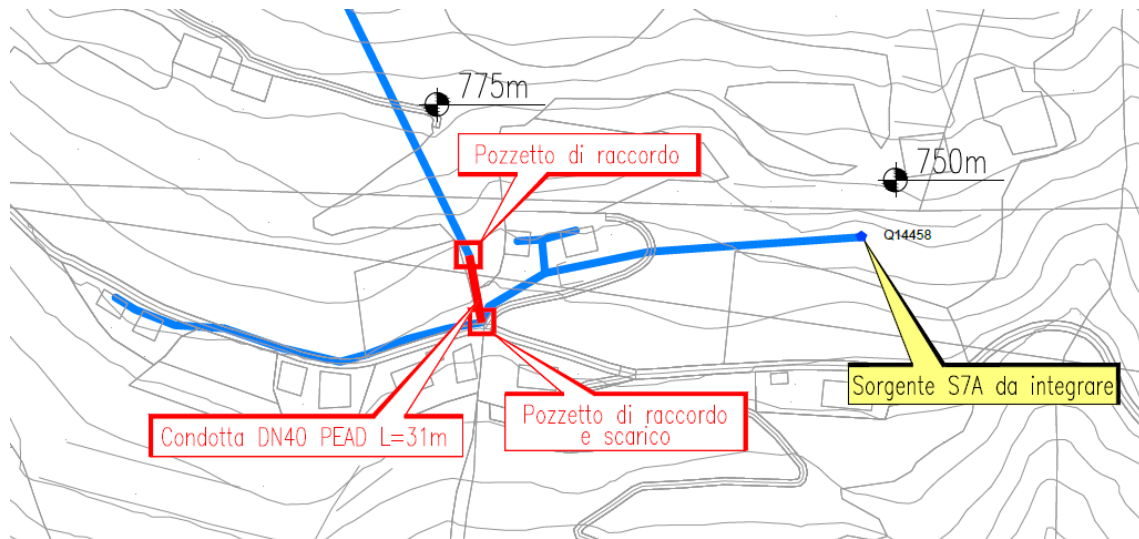 775m
Pozzetto di raccordo
750m
Q14458
Sorgente S7A da integrare
Condotta DN40 PEAD L=31m
Pozzetto di raccordo
e scarico